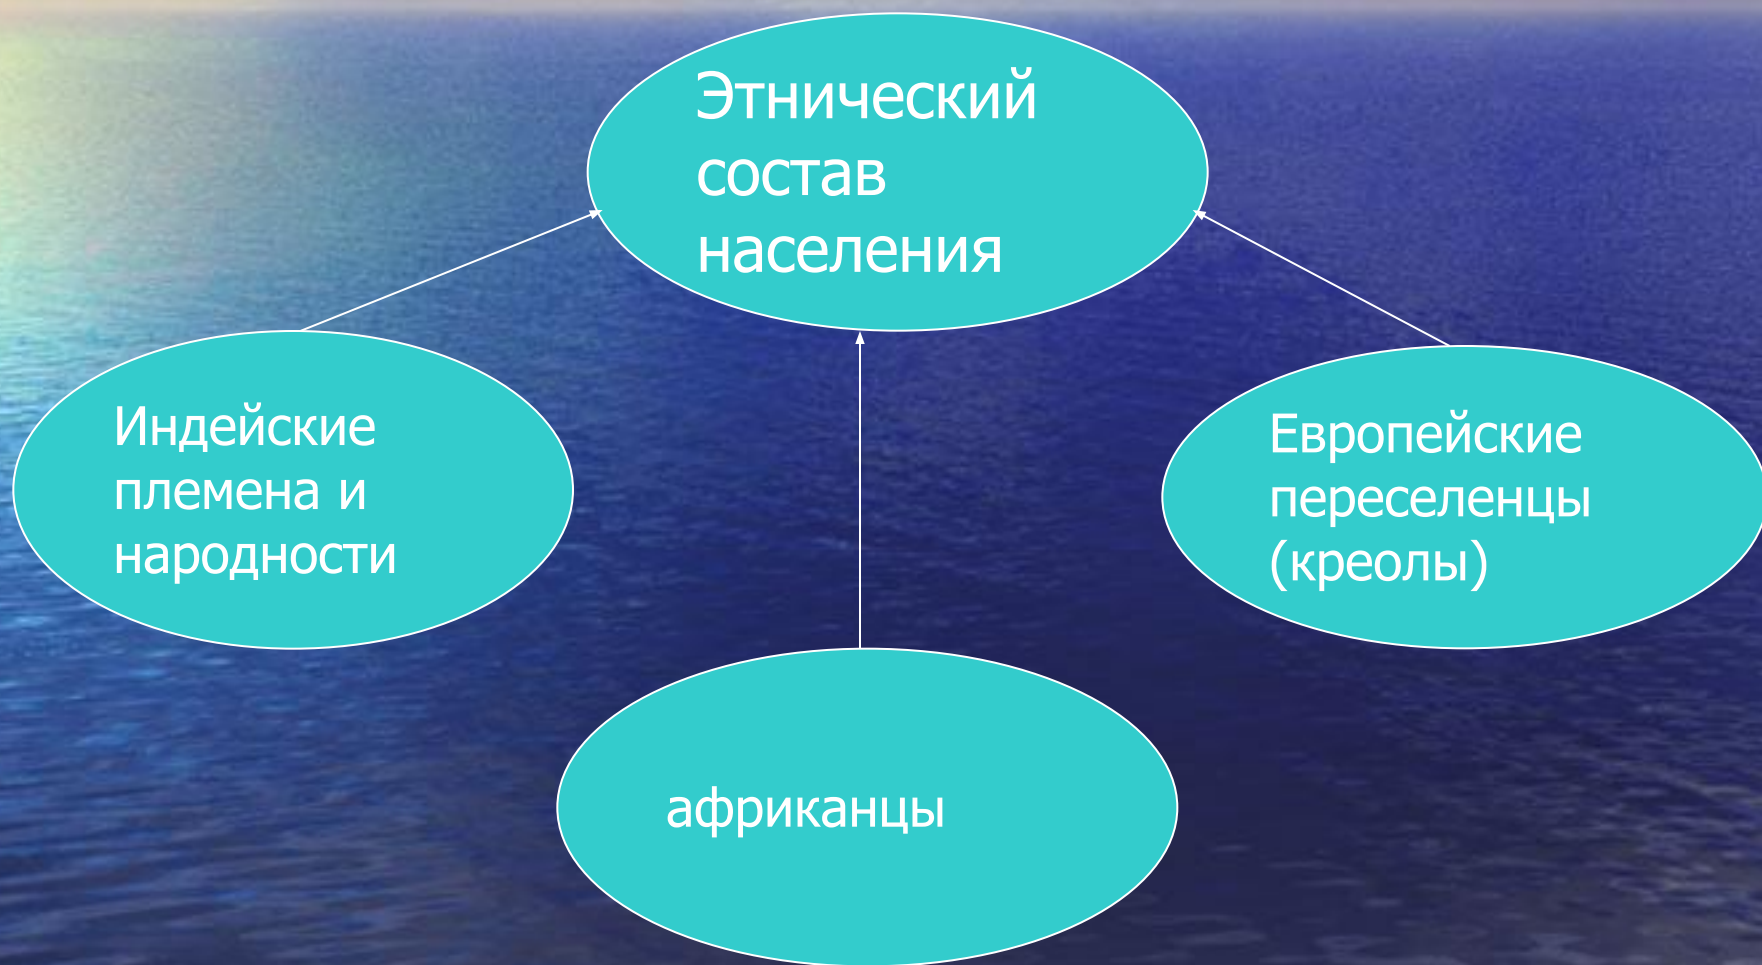 Этнический
состав
населения
Индейские
племена и
народности
Европейские
переселенцы
(креолы)
африканцы